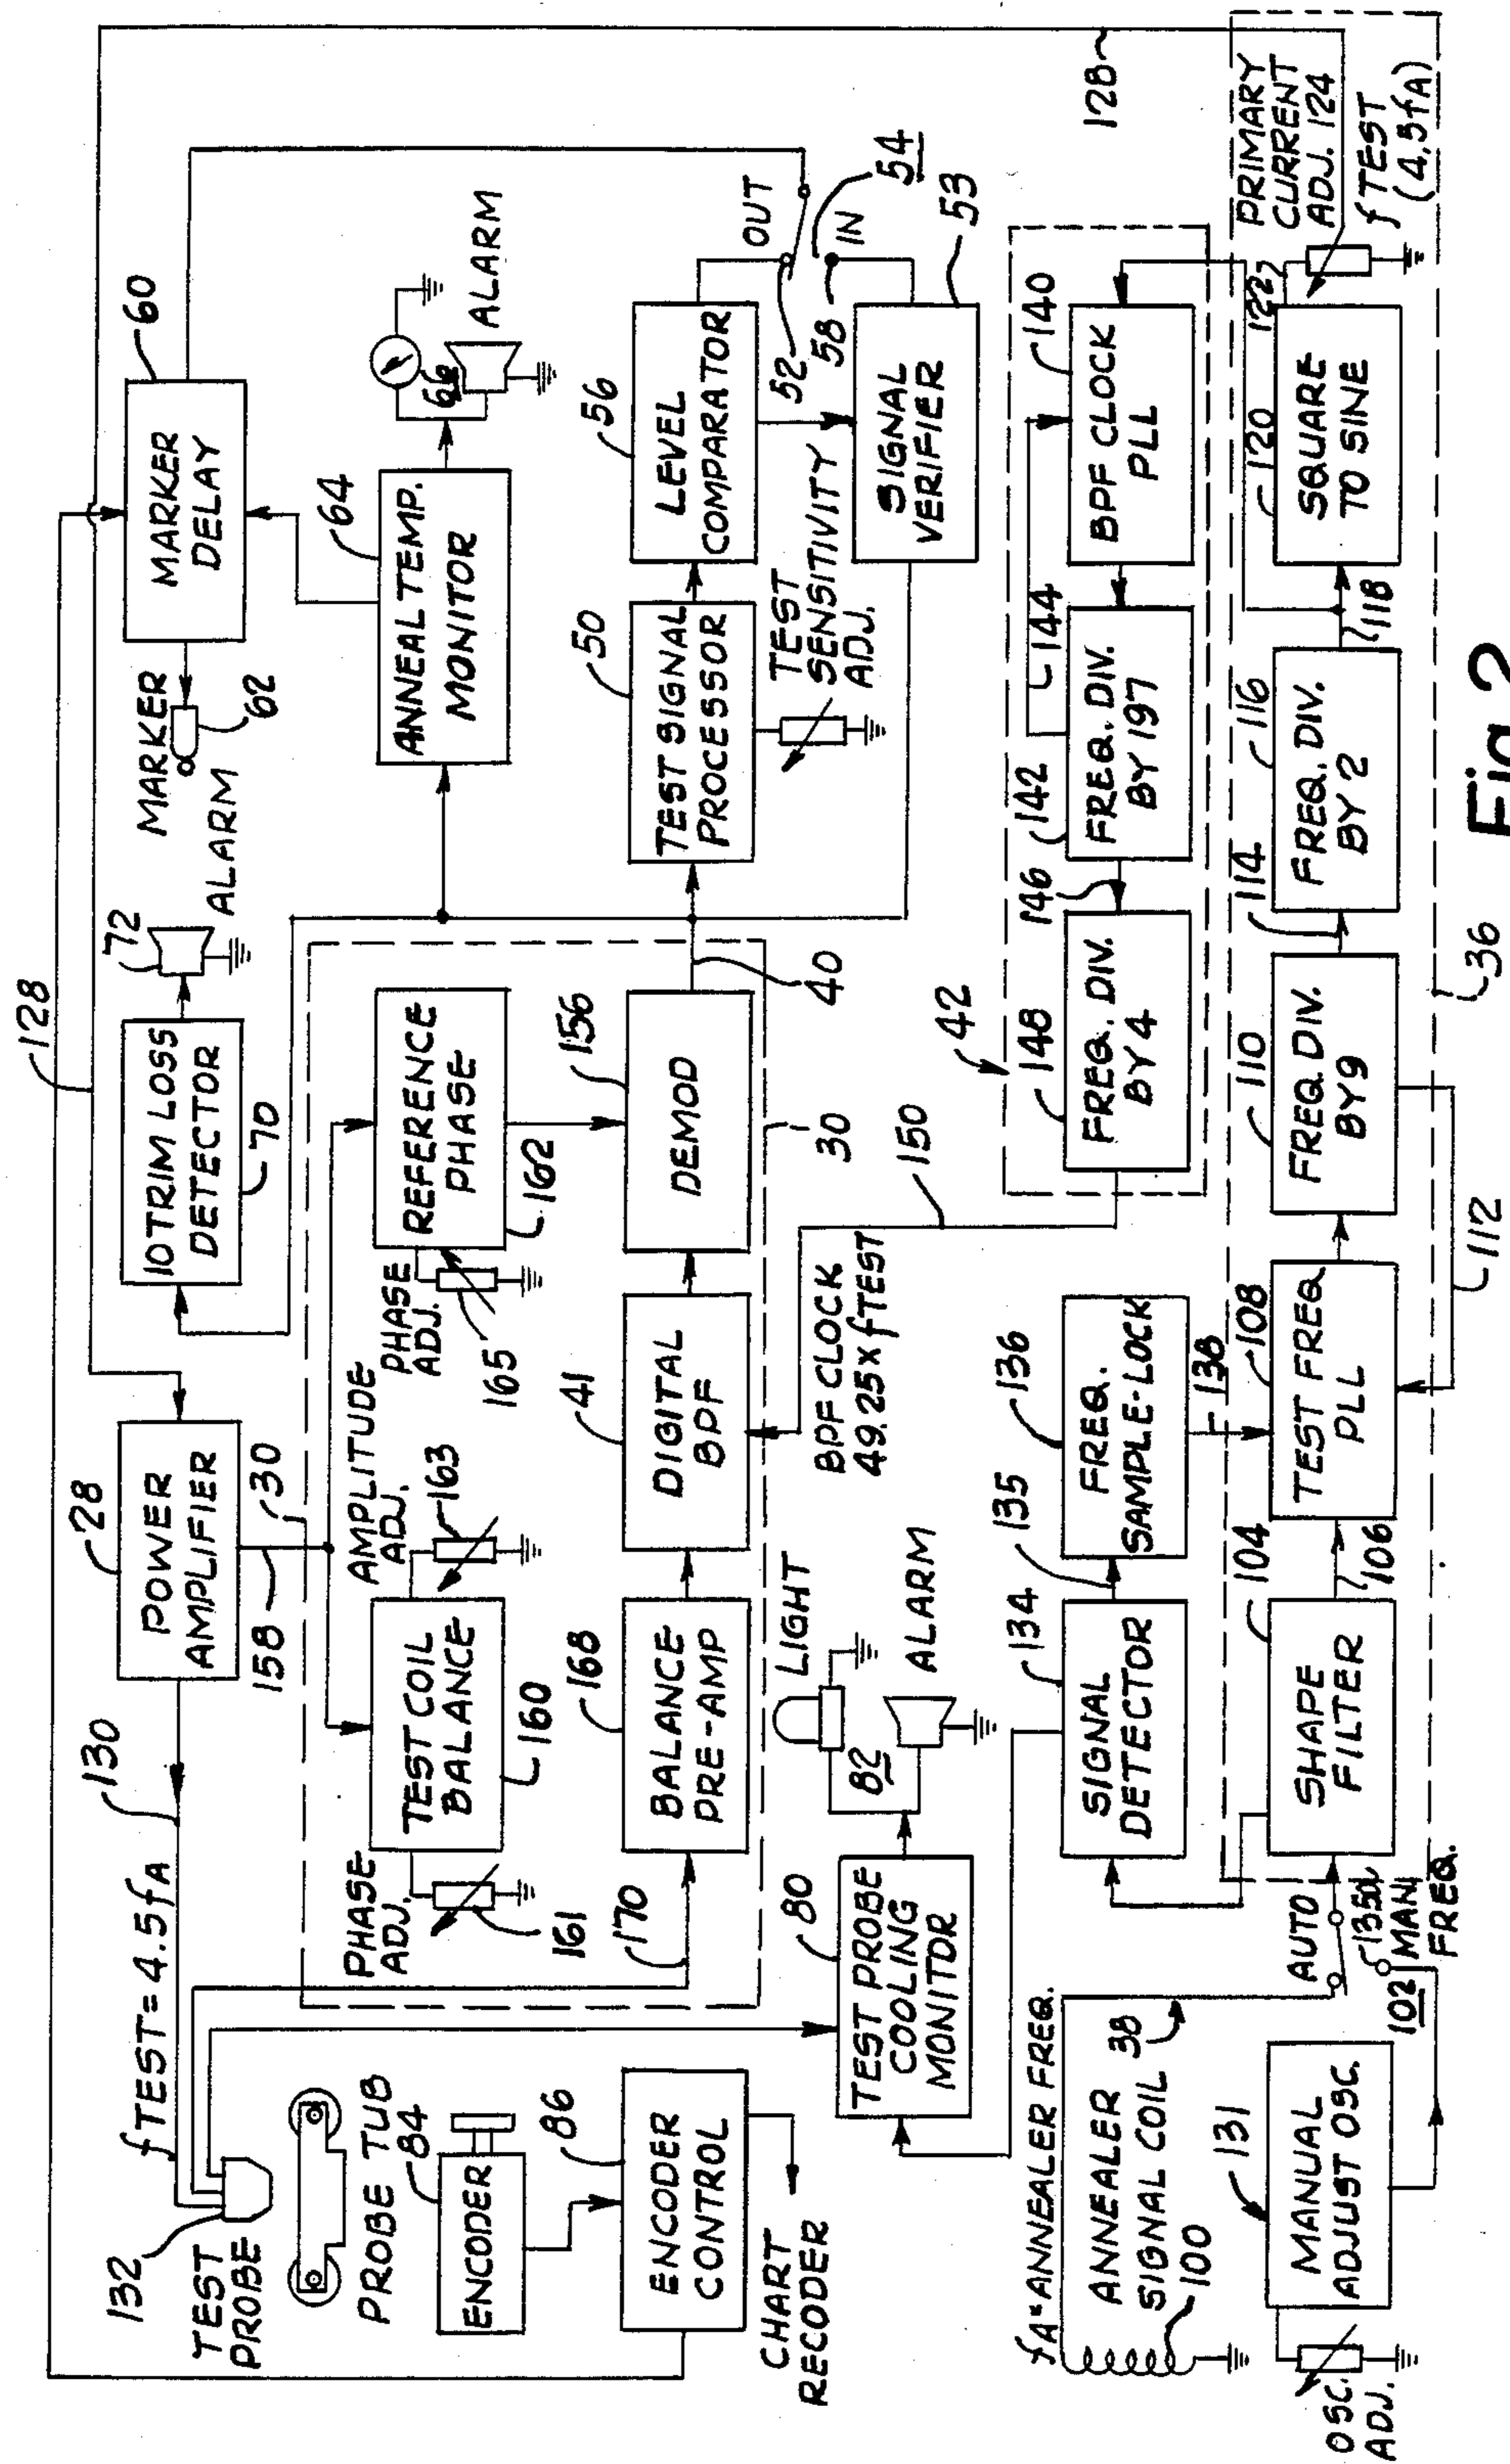 128
28
POWER
AMPLIFIER
130
fTEST = 4.5fA
132
TEST
PROBE
PROBE TUB
84
ENCODER
86
ENCODER
CONTROL
CHART
RECODER
158
30
AMPLITUDE
ADJ.
163
TEST COIL
BALANCE
160
PHASE
ADJ.
161
170
10 TRIM LOSS
DETECTOR
70
72
ALARM
MARKER
62
60
MARKER
DELAY
REFERENCE
PHASE
162
PHASE
ADJ.
165
64
ANNEAL TEMP.
MONITOR
66
ALARM
168
BALANCE
PRE-AMP
41
DIGITAL
BPF
156
DEMOD
40
30
50
TEST SIGNAL
PROCESSOR
TEST
SENSITIVITY
ADJ.
56
LEVEL
COMPARATOR
52
OUT
IN
54
58
53
SIGNAL
VERIFIER
80
TEST PROBE
COOLING
MONITOR
82
LIGHT
ALARM
BPF CLOCK
49.25 x fTEST
150
42
148
FREQ. DIV.
BY 4
146
142
FREQ. DIV.
BY 197
144
140
BPF CLOCK
PLL
134
SIGNAL
DETECTOR
135
136
FREQ.
SAMPLE-LOCK
138
fA=ANNEALER FREQ.
ANNEALER
SIGNAL COIL
38
100
131
MANUAL
ADJUST OSC.
OSC.
ADJ.
AUTO
135a
MAN
FREQ.
102
104
SHAPE
FILTER
106
108
TEST FREQ
PLL
112
110
FREQ. DIV.
BY 9
114
116
FREQ. DIV.
BY 2
118
120
SQUARE
TO SINE
122
PRIMARY
CURRENT
ADJ. 124
fTEST
(4,5fA)
128
36
Fig 2